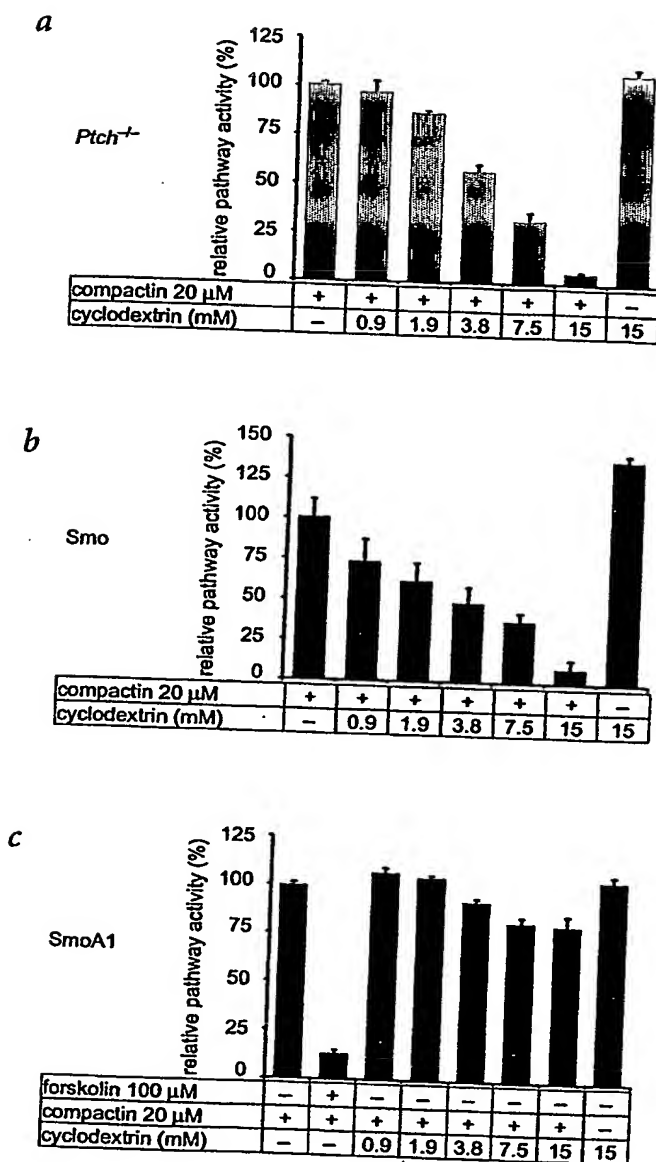 a
Ptch–/–
relative pathway activity (%)
125
100
75
50
25
0
compactin 20 µM + + + + + + –
cyclodextrin (mM) – 0.9 1.9 3.8 7.5 15 15
b
Smo
relative pathway activity (%)
150
125
100
75
50
25
0
compactin 20 µM + + + + + + –
cyclodextrin (mM) – 0.9 1.9 3.8 7.5 15 15
c
SmoA1
relative pathway activity (%)
125
100
75
50
25
0
forskolin 100 µM – + – – – – – –
compactin 20 µM + + + + + + + –
cyclodextrin (mM) – – 0.9 1.9 3.8 7.5 15 15